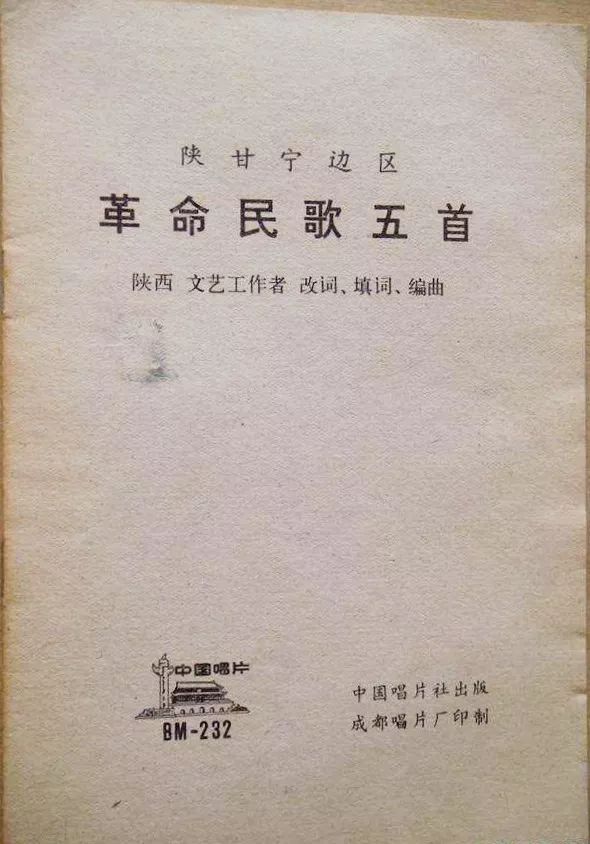 陕甘宁边区
革命民歌五首
陕西 文艺工作者 改词、填词、编曲
中国唱片
BM-232
中国唱片社出版
成都唱片厂印制